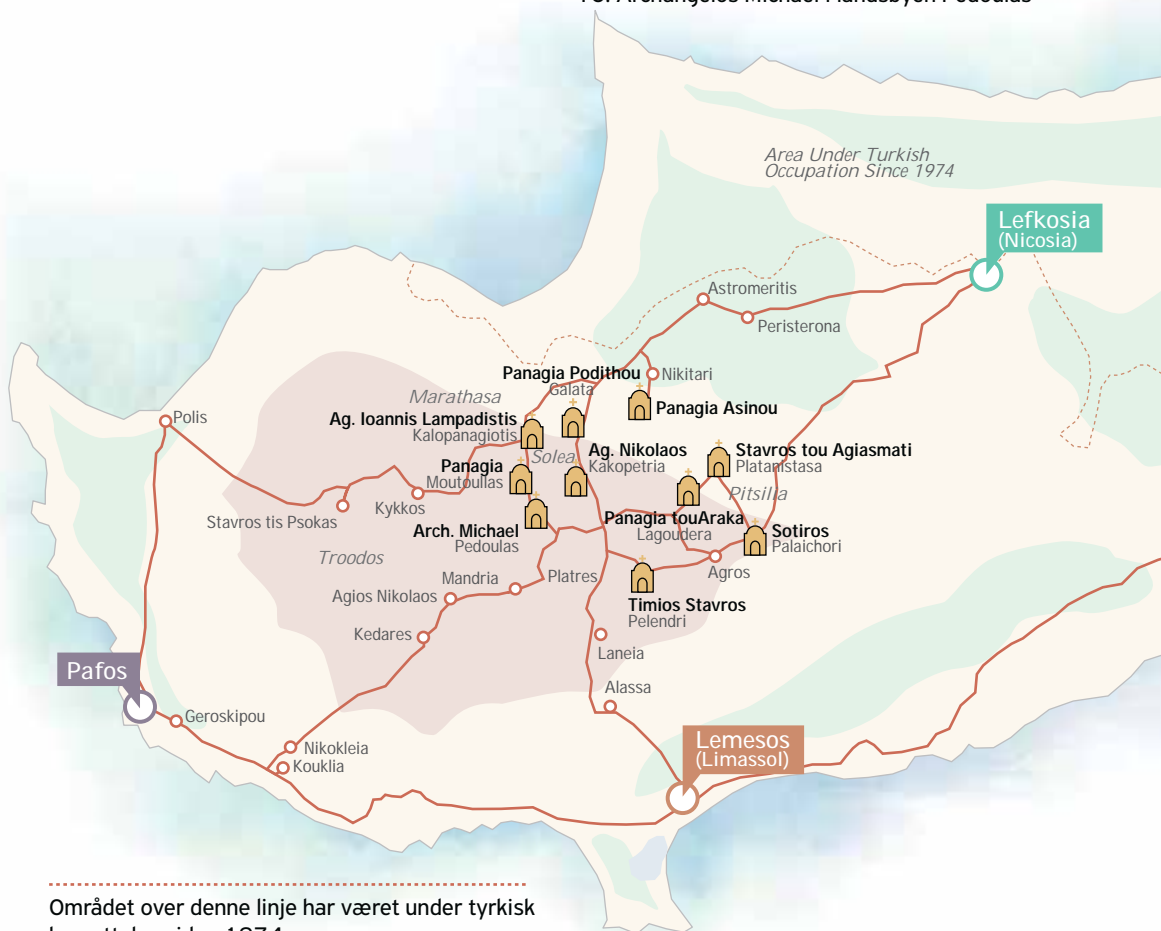 Area Under Turkish
Occupation Since 1974
Lefkosia
(Nicosia)
Astromeritis
Peristerona
Panagia Podithou
Galata
Nikitari
Marathasa
Panagia Asinou
Polis
Ag. Ioannis Lampadistis
Kalopanagiotis
Solea
Ag. Nikolaos
Kakopetria
Stavros tou Agiasmati
Platanistasa
Panagia
Moutoullas
Pitsilia
Kykkos
Stavros tis Psokas
Arch. Michael
Pedoulas
Panagia touAraka
Lagoudera
Sotiros
Palaichori
Troodos
Mandria
Platres
Agros
Agios Nikolaos
Timios Stavros
Pelendri
Kedares
Laneia
Pafos
Alassa
Geroskipou
Nikokleia
Kouklia
Lemesos
(Limassol)
Området over denne linje har været under tyrkisk
1974